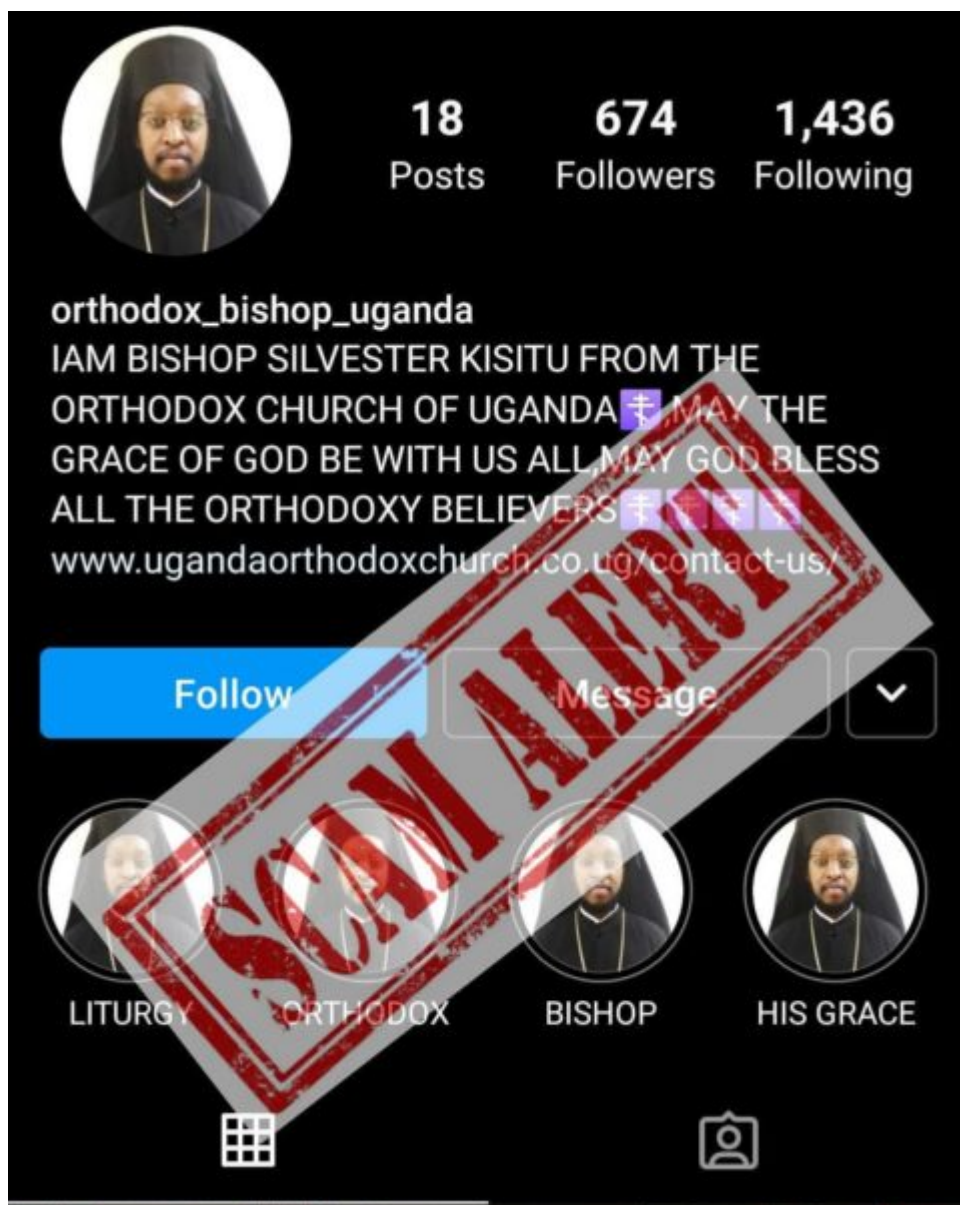 18 674 1,436
Posts Followers Following
orthodox_bishop_uganda
IAM BISHOP SILVESTER KISITU FROM THE
ORTHODOX CHURCH OF UGANDA☦️,MAY THE
GRACE OF GOD BE WITH US ALL,MAY GOD BLESS
ALL THE ORTHODOXY BELIEVERS☦️☦️☦️☦️
www.ugandaorthodoxchurch.co.ug/contact-us/
Follow Message
SCAM ALERT
LITURGY ORTHODOX BISHOP HIS GRACE